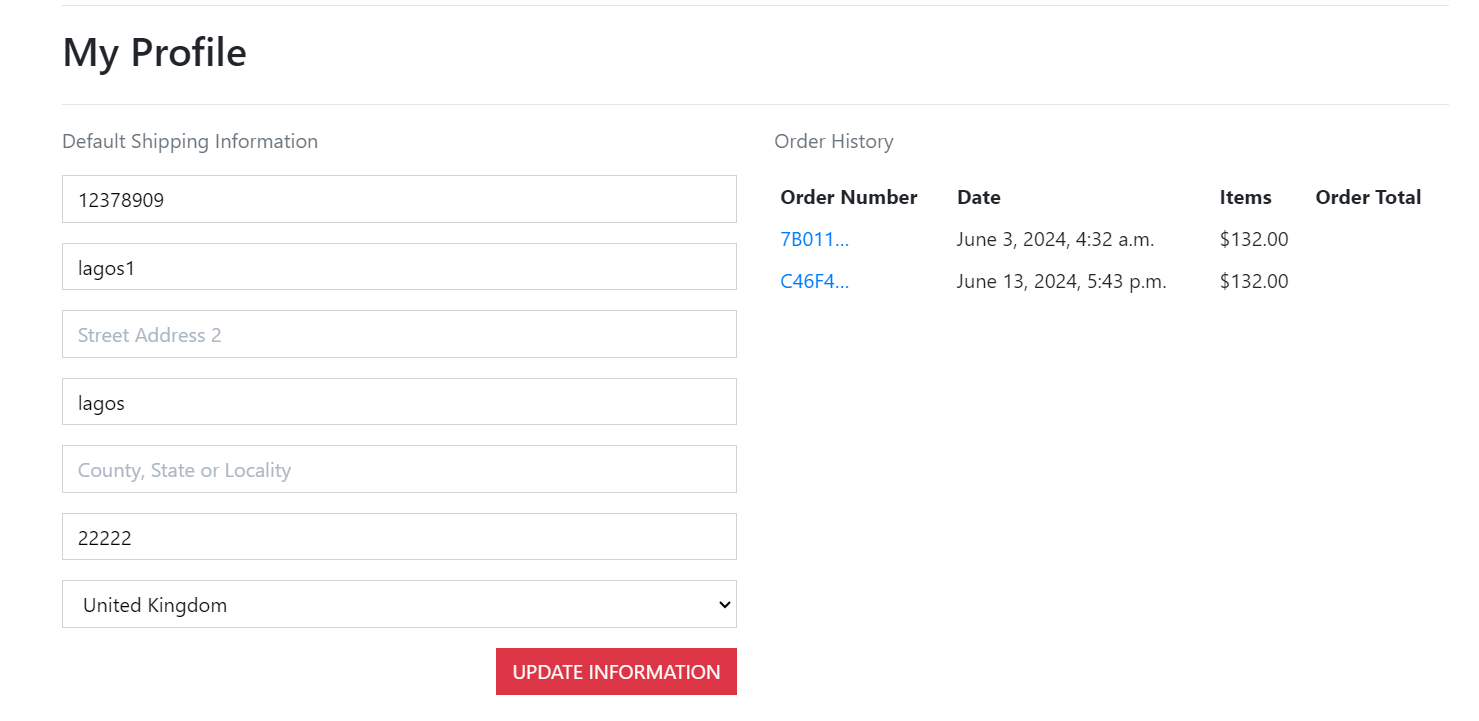 My Profile
Default Shipping Information
12378909
lagos1
Street Address 2
lagos
County, State or Locality
22222
United Kingdom
UPDATE INFORMATION
Order History
Order Number Date Items Order Total
7B011... June 3, 2024, 4:32 a.m. $132.00
C46F4... June 13, 2024, 5:43 p.m. $132.00